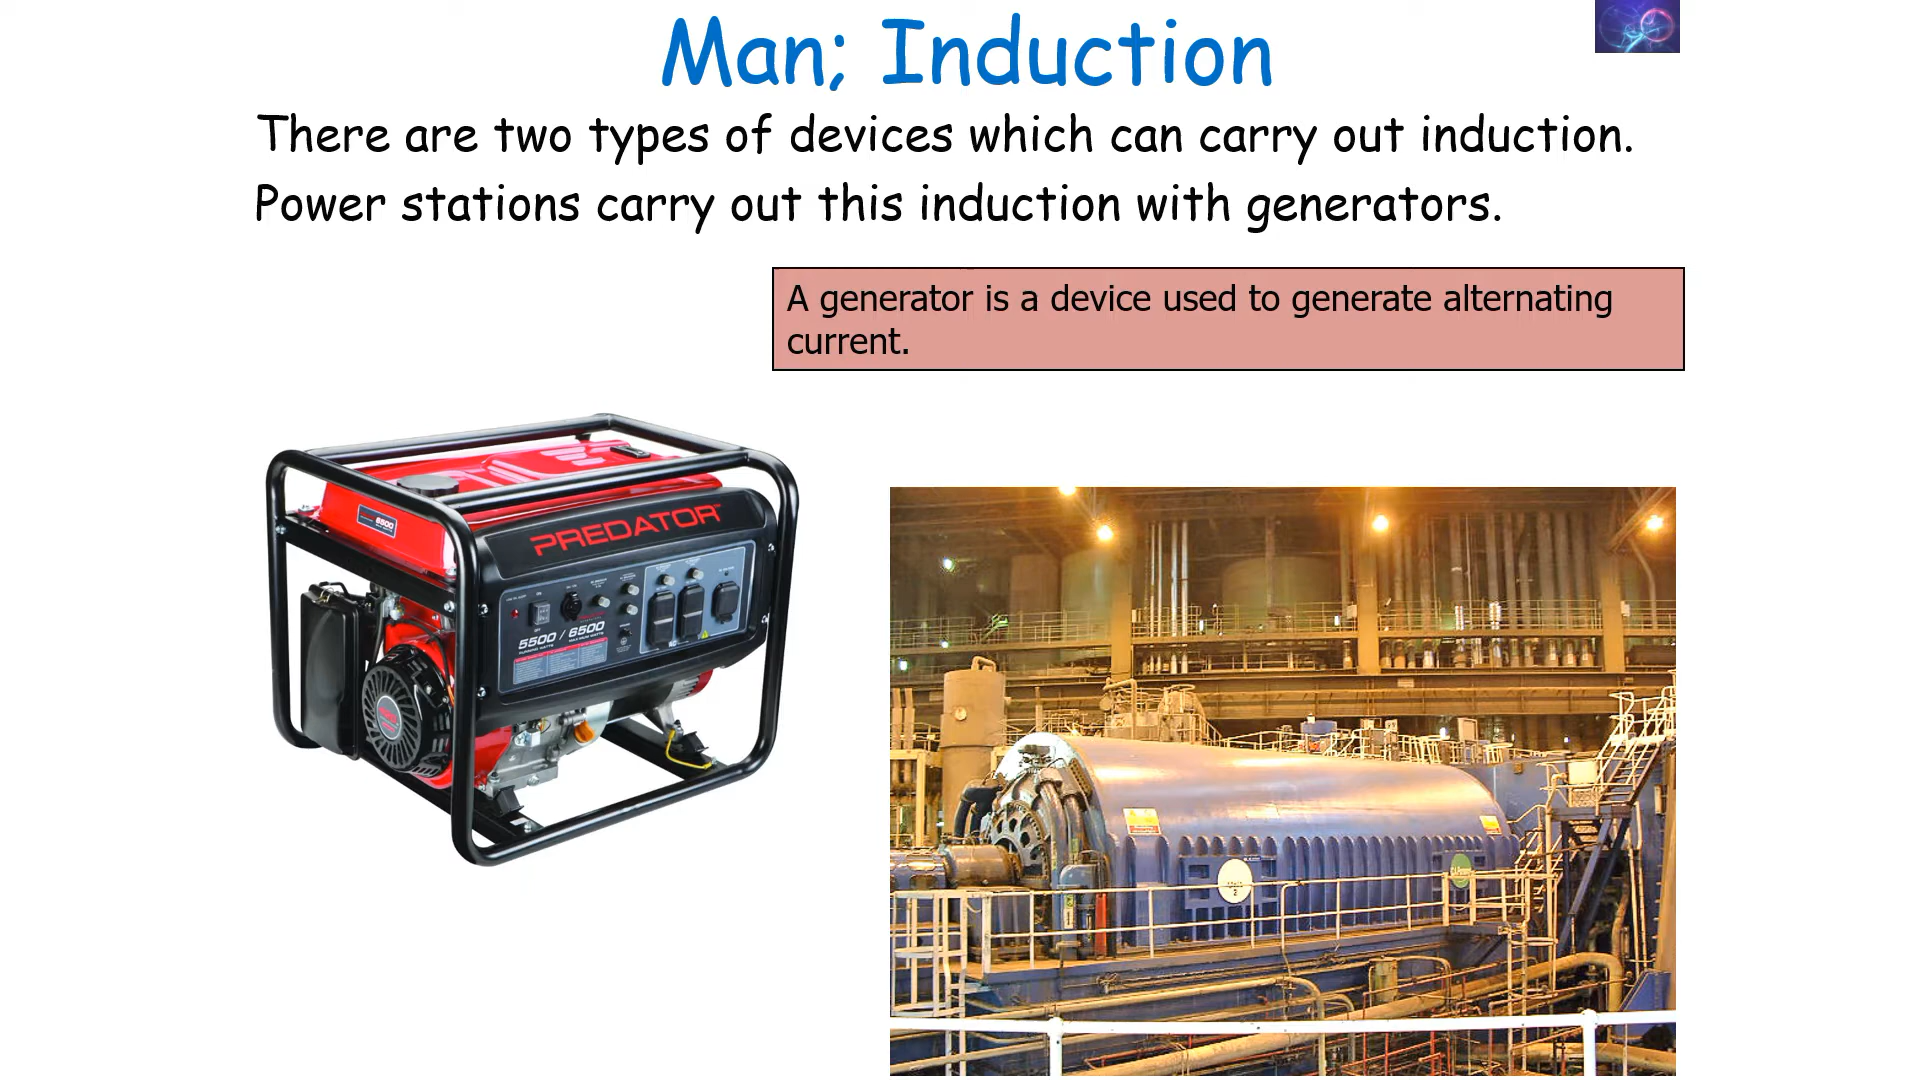 Man; Induction
There are two types of devices which can carry out induction.
Power stations carry out this induction with generators.
A generator is a device used to generate alternating
current.
6500
PREDATOR
5500 / 6500